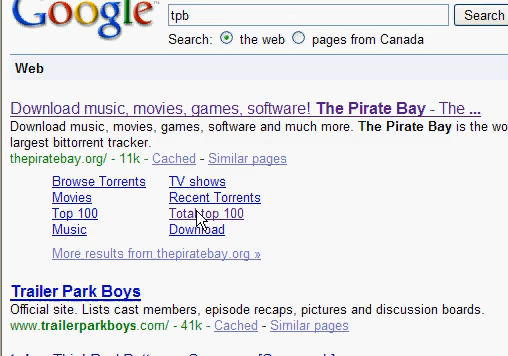 Google
tpb Search
Search: the web pages from Canada
Web
Download music, movies, games, software! The Pirate Bay - The ...
Download music, movies, games, software and much more. The Pirate Bay is the
largest bittorrent tracker.
thepiratebay.org/ - 11k - Cached - Similar pages
Browse Torrents TV shows
Movies Recent Torrents
Top 100 Total top 100
Music Download
More results from thepiratebay.org »
Trailer Park Boys
Official site. Lists cast members, episode recaps, pictures and discussion boards.
www.trailerparkboys.com/ - 41k - Cached - Similar pages